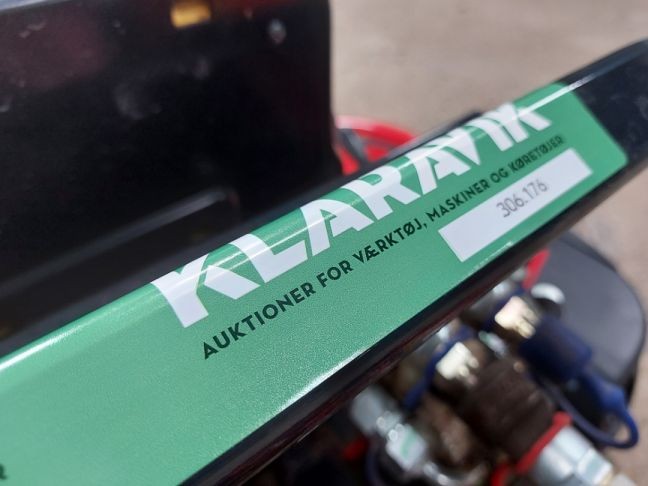 KLARAVIK
AUKTIONER FOR VÆRKTØJ, MASKINER OG KØRETØJER
306.176